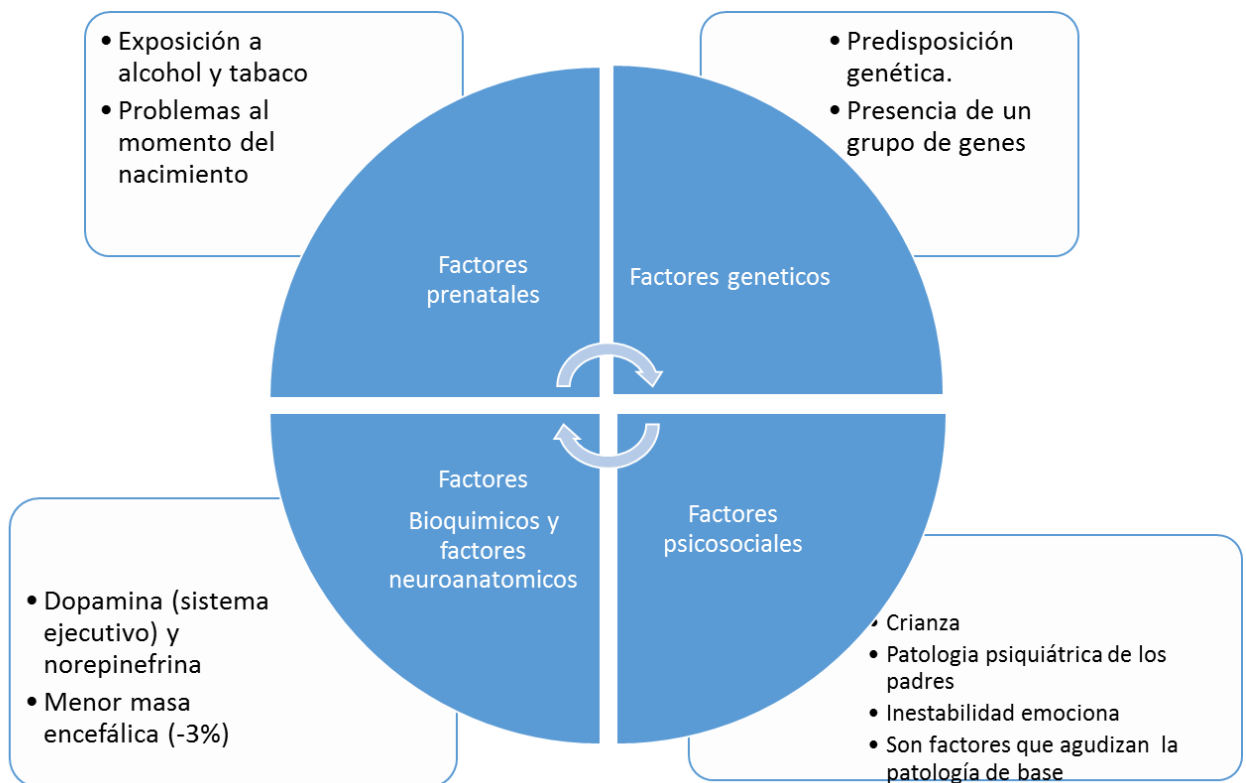 • Exposición a
alcohol y tabaco
• Problemas al
momento del
nacimiento
• Predisposición
genética.
• Presencia de un
grupo de genes
Factores
prenatales
Factores geneticos
Factores
Bioquimicos y
factores
neuroanatomicos
Factores
psicosociales
• Dopamina (sistema
ejecutivo) y
norepinefrina
• Menor masa
encefálica (-3%)
• Crianza
• Patologia psiquiátrica de los
padres
• Inestabilidad emociona
• Son factores que agudizan la
patología de base